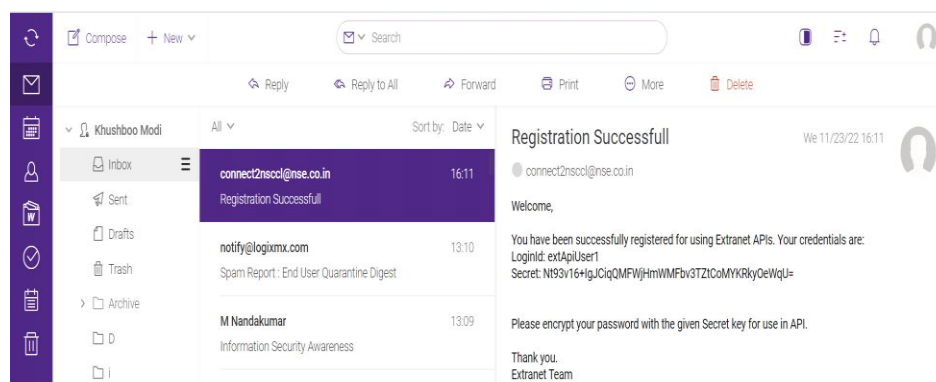 Compose
New
Search
Reply
Reply to All
Forward
Print
More
Delete
Khushboo Modi
Inbox
Sent
Drafts
Trash
Archive
D
i
All
Sort by: Date
connect2nsccl@nse.co.in 16:11
Registration Successfull
notify@logixmx.com 13:10
Spam Report : End User Quarantine Digest
M Nandakumar 13:09
Information Security Awareness
Registration Successfull
We 11/23/22 16:11
connect2nsccl@nse.co.in
Welcome,
You have been successfully registered for using Extranet APIs. Your credentials are:
LoginId: extApiUser1
Secret: Nt93v16+IgJCiqQMFWjHmWMFbv3TZtCoMYKRkyOeWqU=
Please encrypt your password with the given Secret key for use in API.
Thank you.
Extranet Team